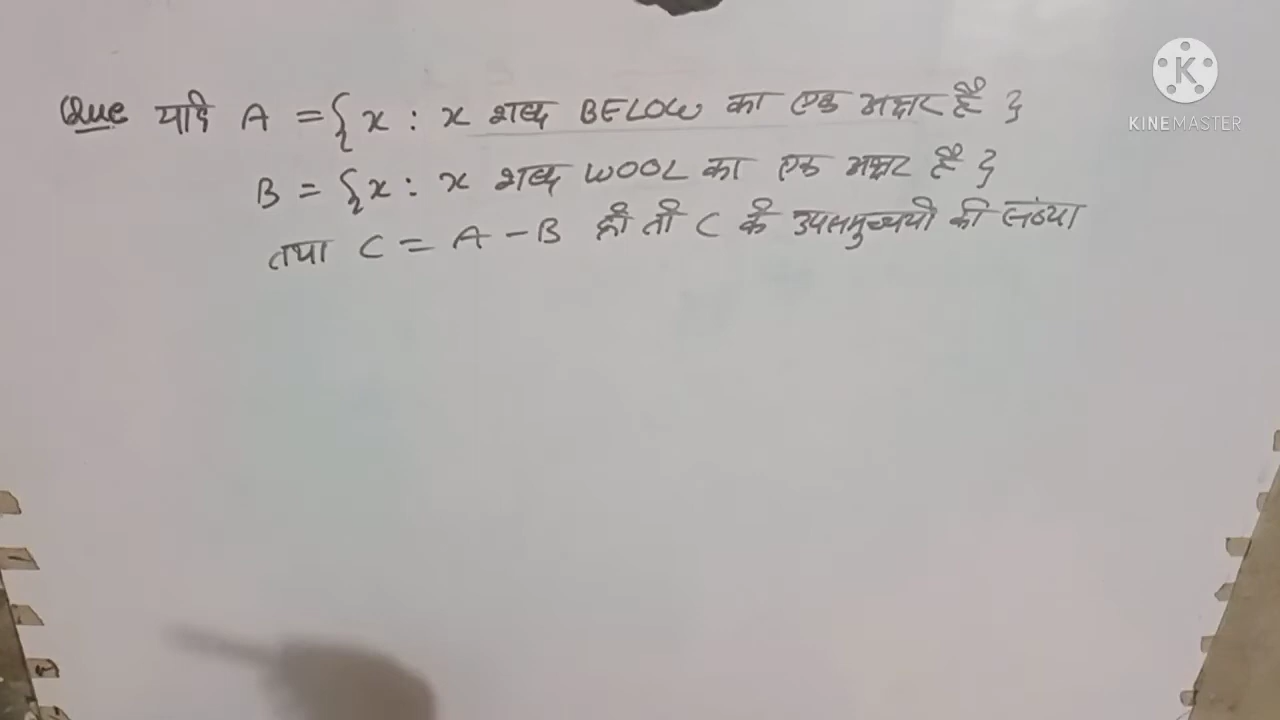 Que यदि A = { x : x शब्द BELOW का एक अक्षर है }
B = { x : x शब्द WOOL का एक अक्षर है }
तथा C = A - B हो तो C के उपसमुच्चयो की संख्या
K
KINEMASTER